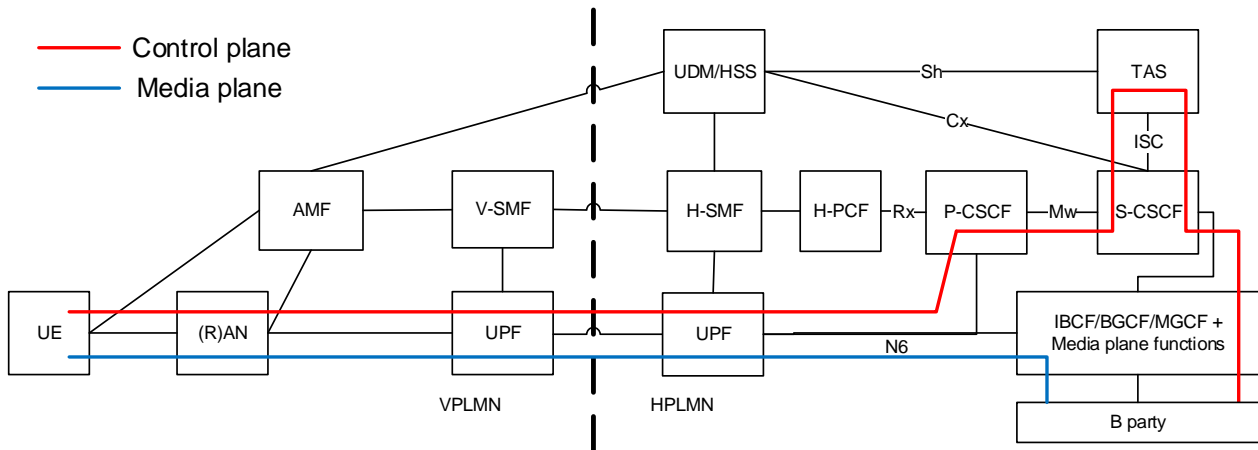 Control plane
Media plane
UDM/HSS
Sh
TAS
Cx
ISC
AMF
V-SMF
H-SMF
H-PCF
Rx
P-CSCF
Mw
S-CSCF
UE
(R)AN
UPF
UPF
N6
IBCF/BGCF/MGCF +
Media plane functions
VPLMN
HPLMN
B party